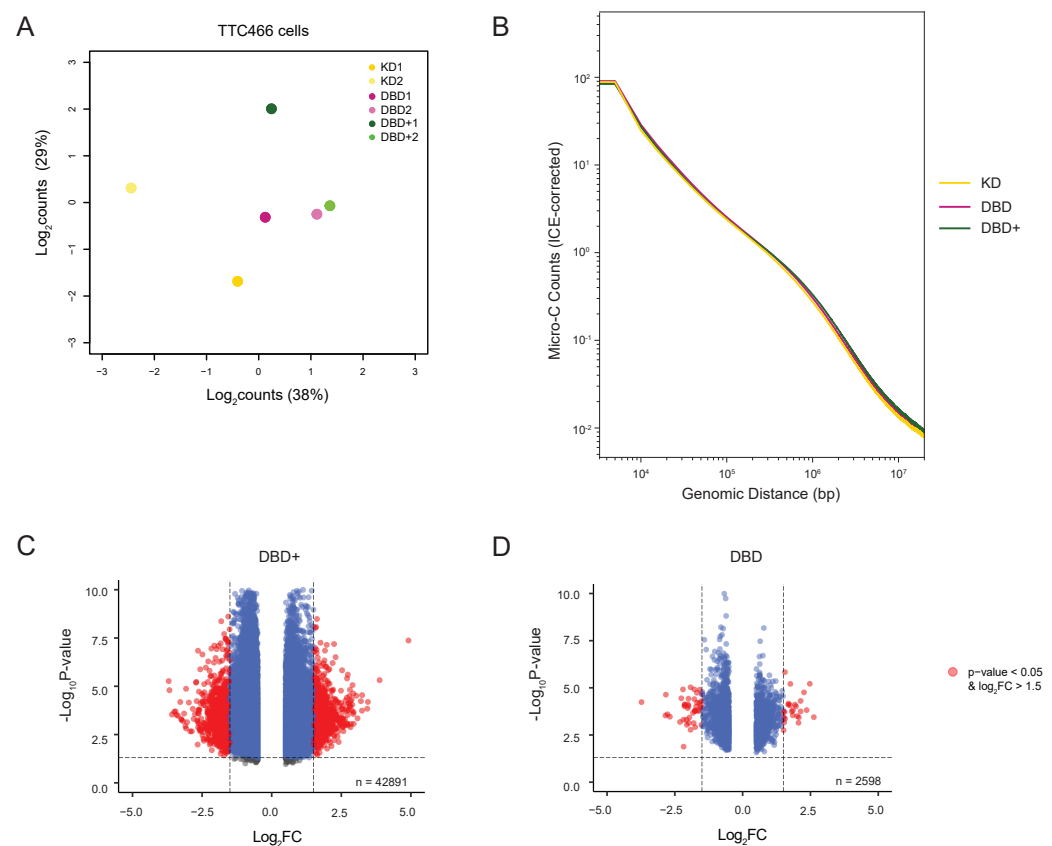 A
TTC466 cells
Log2counts (29%)
3
2
1
0
−1
−2
−3
−3
−2
−1
0
1
2
3
Log2counts (38%)
KD1
KD2
DBD1
DBD2
DBD+1
DBD+2
B
Micro-C Counts (ICE-corrected)
10^2
10^1
10^0
10^-1
10^-2
10^4
10^5
10^6
10^7
Genomic Distance (bp)
KD
DBD
DBD+
C
DBD+
-Log10P-value
10.0
7.5
5.0
2.5
0.0
n = 42891
−5.0
−2.5
0.0
2.5
5.0
Log2FC
D
DBD
-Log10P-value
10.0
7.5
5.0
2.5
0.0
n = 2598
−5.0
−2.5
0.0
2.5
5.0
Log2FC
p−value < 0.05
& log2FC > 1.5